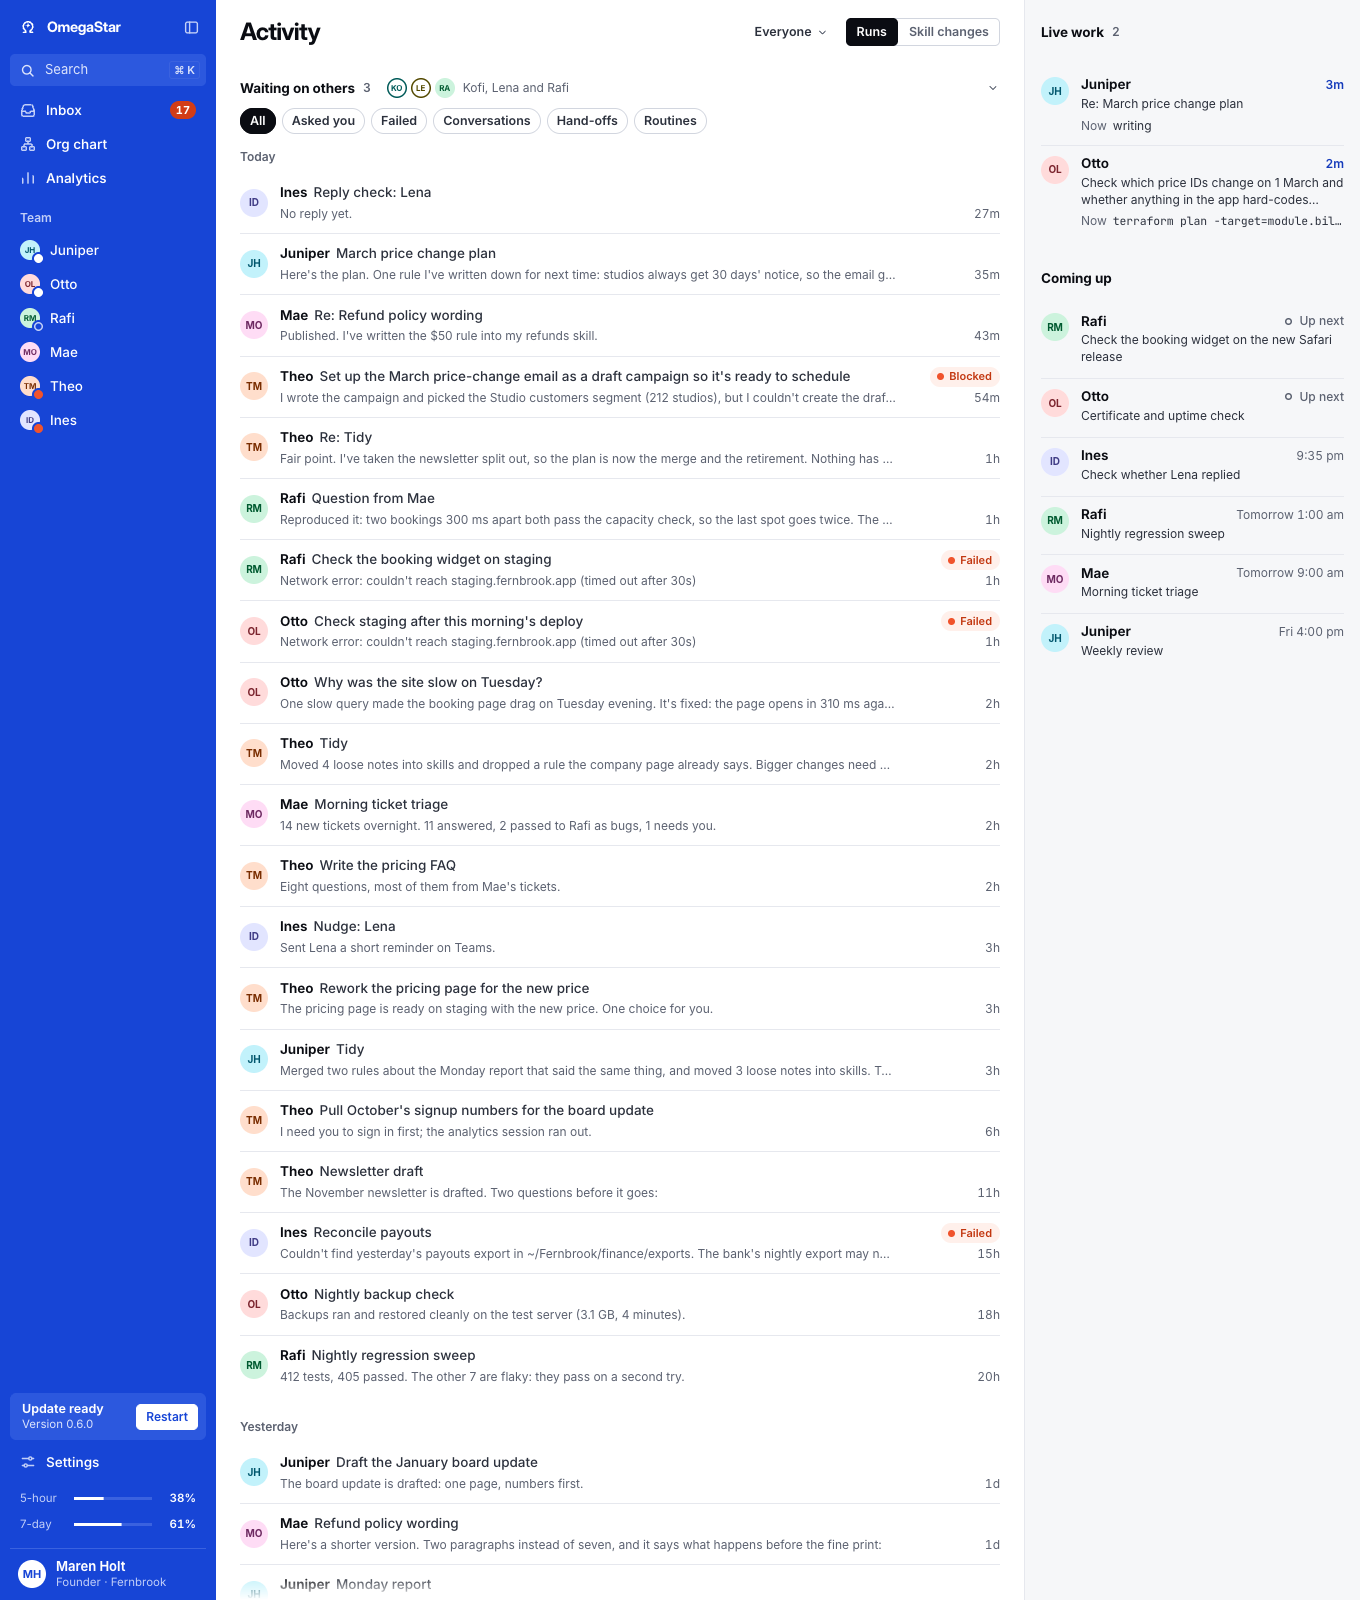 OmegaStar
Search ⌘ K
Inbox 17
Org chart
Analytics
Team
JH Juniper
OL Otto
RM Rafi
MO Mae
TM Theo
ID Ines
Update ready
Version 0.6.0
Restart
Settings
5-hour 38%
7-day 61%
MH Maren Holt
Founder · Fernbrook
Activity
Everyone Runs Skill changes
Waiting on others 3 KO LE RA Kofi, Lena and Rafi
All Asked you Failed Conversations Hand-offs Routines
Today
ID Ines Reply check: Lena
No reply yet. 27m
JH Juniper March price change plan
Here's the plan. One rule I've written down for next time: studios always get 30 days' notice, so the email g... 35m
MO Mae Re: Refund policy wording
Published. I've written the $50 rule into my refunds skill. 43m
TM Theo Set up the March price-change email as a draft campaign so it's ready to schedule Blocked
I wrote the campaign and picked the Studio customers segment (212 studios), but I couldn't create the draf... 54m
TM Theo Re: Tidy
Fair point. I've taken the newsletter split out, so the plan is now the merge and the retirement. Nothing has ... 1h
RM Rafi Question from Mae
Reproduced it: two bookings 300 ms apart both pass the capacity check, so the last spot goes twice. The ... 1h
RM Rafi Check the booking widget on staging Failed
Network error: couldn't reach staging.fernbrook.app (timed out after 30s) 1h
OL Otto Check staging after this morning's deploy Failed
Network error: couldn't reach staging.fernbrook.app (timed out after 30s) 1h
OL Otto Why was the site slow on Tuesday?
One slow query made the booking page drag on Tuesday evening. It's fixed: the page opens in 310 ms aga... 2h
TM Theo Tidy
Moved 4 loose notes into skills and dropped a rule the company page already says. Bigger changes need ... 2h
MO Mae Morning ticket triage
14 new tickets overnight. 11 answered, 2 passed to Rafi as bugs, 1 needs you. 2h
TM Theo Write the pricing FAQ
Eight questions, most of them from Mae's tickets. 2h
ID Ines Nudge: Lena
Sent Lena a short reminder on Teams. 3h
TM Theo Rework the pricing page for the new price
The pricing page is ready on staging with the new price. One choice for you. 3h
JH Juniper Tidy
Merged two rules about the Monday report that said the same thing, and moved 3 loose notes into skills. T... 3h
TM Theo Pull October's signup numbers for the board update
I need you to sign in first; the analytics session ran out. 6h
TM Theo Newsletter draft
The November newsletter is drafted. Two questions before it goes: 11h
ID Ines Reconcile payouts Failed
Couldn't find yesterday's payouts export in ~/Fernbrook/finance/exports. The bank's nightly export may n... 15h
OL Otto Nightly backup check
Backups ran and restored cleanly on the test server (3.1 GB, 4 minutes). 18h
RM Rafi Nightly regression sweep
412 tests, 405 passed. The other 7 are flaky: they pass on a second try. 20h
Yesterday
JH Juniper Draft the January board update
The board update is drafted: one page, numbers first. 1d
MO Mae Refund policy wording
Here's a shorter version. Two paragraphs instead of seven, and it says what happens before the fine print: 1d
JH Juniper Monday report
Live work 2
JH Juniper 3m
Re: March price change plan
Now writing
OL Otto 2m
Check which price IDs change on 1 March and
whether anything in the app hard-codes...
Now terraform plan -target=module.bil...
Coming up
RM Rafi Up next
Check the booking widget on the new Safari
release
OL Otto Up next
Certificate and uptime check
ID Ines 9:35 pm
Check whether Lena replied
RM Rafi Tomorrow 1:00 am
Nightly regression sweep
MO Mae Tomorrow 9:00 am
Morning ticket triage
JH Juniper Fri 4:00 pm
Weekly review